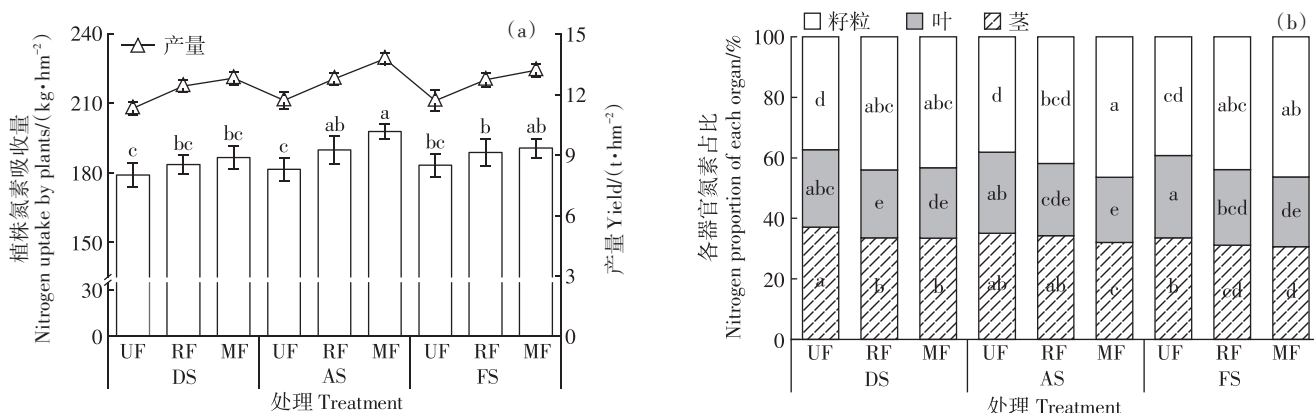 (a)
产量
240
210
180
150
30
0
植株氮素吸收量
Nitrogen uptake by plants/(kg·hm⁻²)
15
12
9
6
3
0
产量 Yield/(t·hm⁻²)
c bc bc c ab a bc b ab
UF RF MF UF RF MF UF RF MF
DS AS FS
处理 Treatment
籽粒 叶 茎
(b)
100
80
60
40
20
0
各器官氮素占比
Nitrogen proportion of each organ/%
d abc abc d bcd a cd abc ab
abc e de ab cde e a bcd de
a b b ab ab c b cd d
UF RF MF UF RF MF UF RF MF
DS AS FS
处理 Treatment